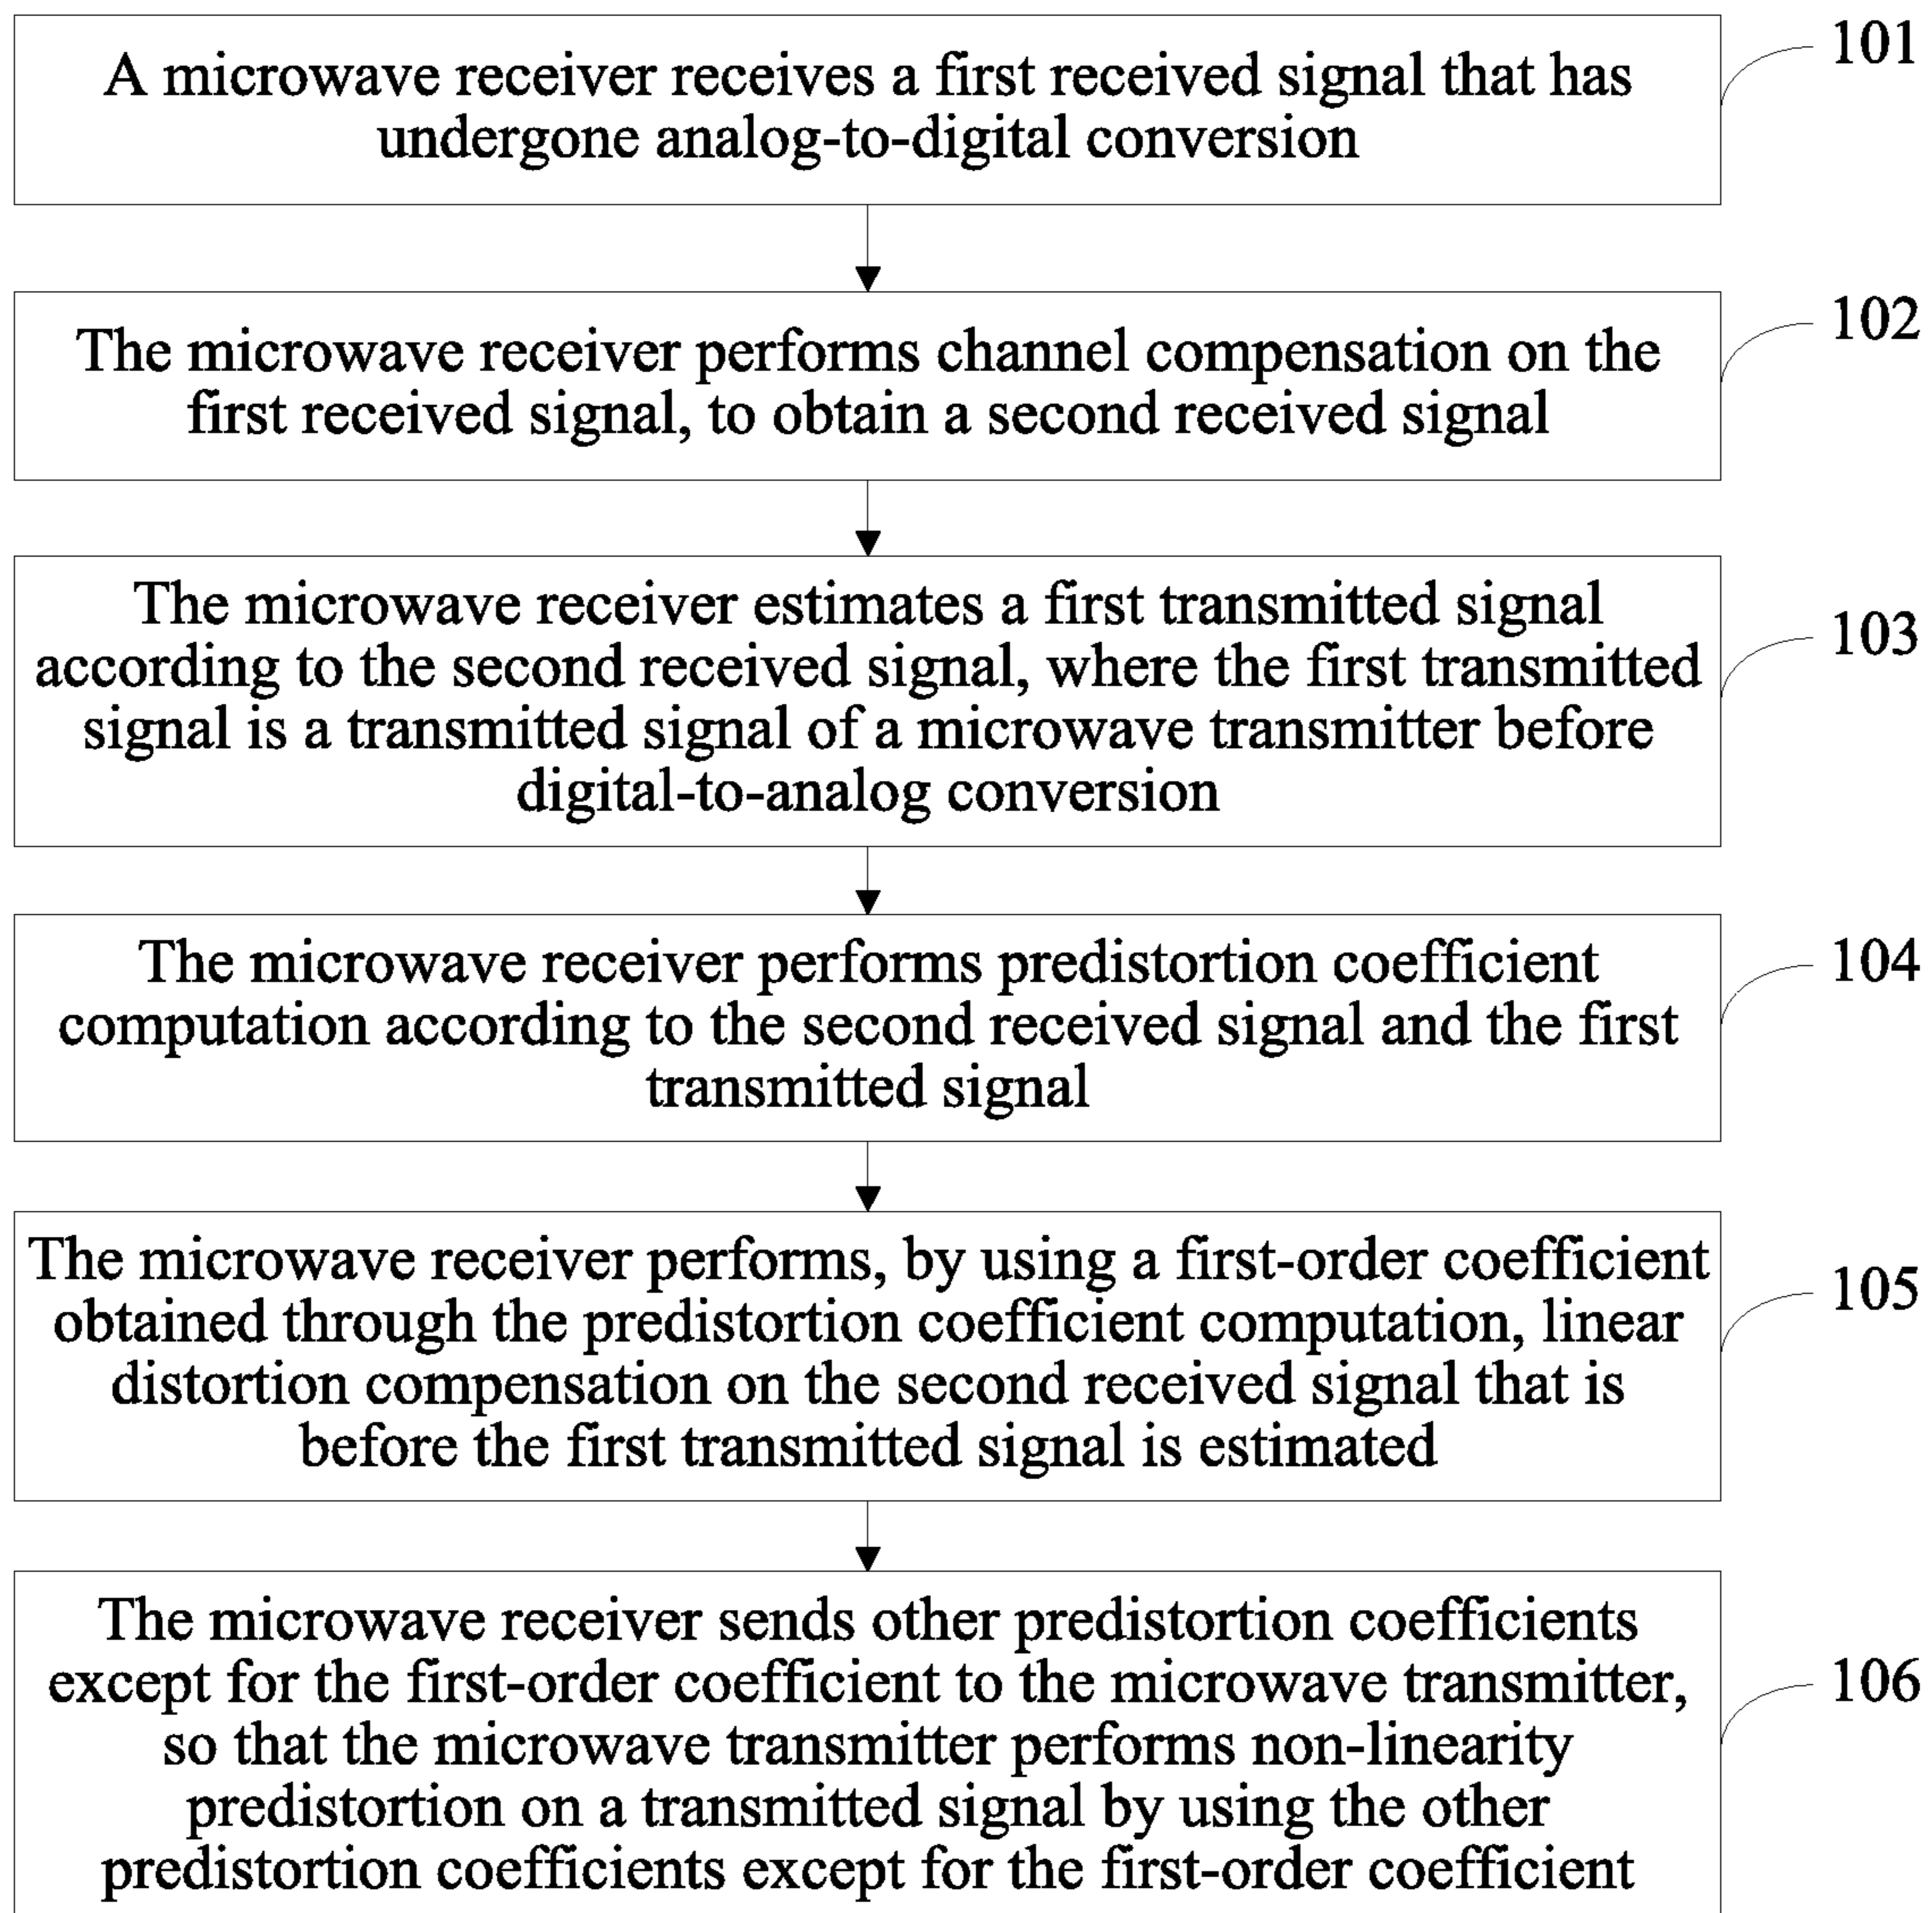 A microwave receiver receives a first received signal that has
undergone analog-to-digital conversion
101
The microwave receiver performs channel compensation on the
first received signal, to obtain a second received signal
102
The microwave receiver estimates a first transmitted signal
according to the second received signal, where the first transmitted
signal is a transmitted signal of a microwave transmitter before
digital-to-analog conversion
103
The microwave receiver performs predistortion coefficient
computation according to the second received signal and the first
transmitted signal
104
The microwave receiver performs, by using a first-order coefficient
obtained through the predistortion coefficient computation, linear
distortion compensation on the second received signal that is
before the first transmitted signal is estimated
105
The microwave receiver sends other predistortion coefficients
except for the first-order coefficient to the microwave transmitter,
so that the microwave transmitter performs non-linearity
predistortion on a transmitted signal by using the other
predistortion coefficients except for the first-order coefficient
106